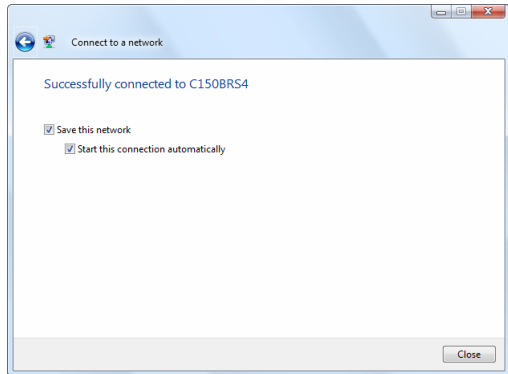 Connect to a network
Successfully connected to C150BRS4
Save this network
Start this connection automatically
Close